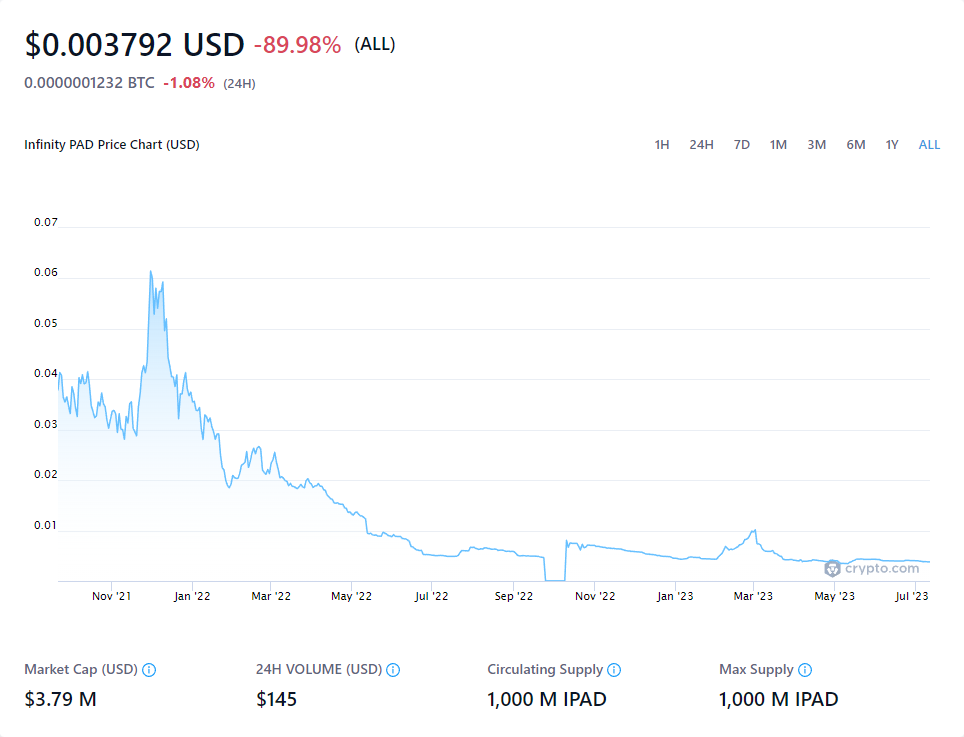 $0.003792 USD -89.98% (ALL)
0.0000001232 BTC -1.08% (24H)
Infinity PAD Price Chart (USD) 1H 24H 7D 1M 3M 6M 1Y ALL
0.07
0.06
0.05
0.04
0.03
0.02
0.01
crypto.com
Nov '21 Jan '22 Mar '22 May '22 Jul '22 Sep '22 Nov '22 Jan '23 Mar '23 May '23 Jul '23
Market Cap (USD) 24H VOLUME (USD) Circulating Supply Max Supply
$3.79 M $145 1,000 M IPAD 1,000 M IPAD